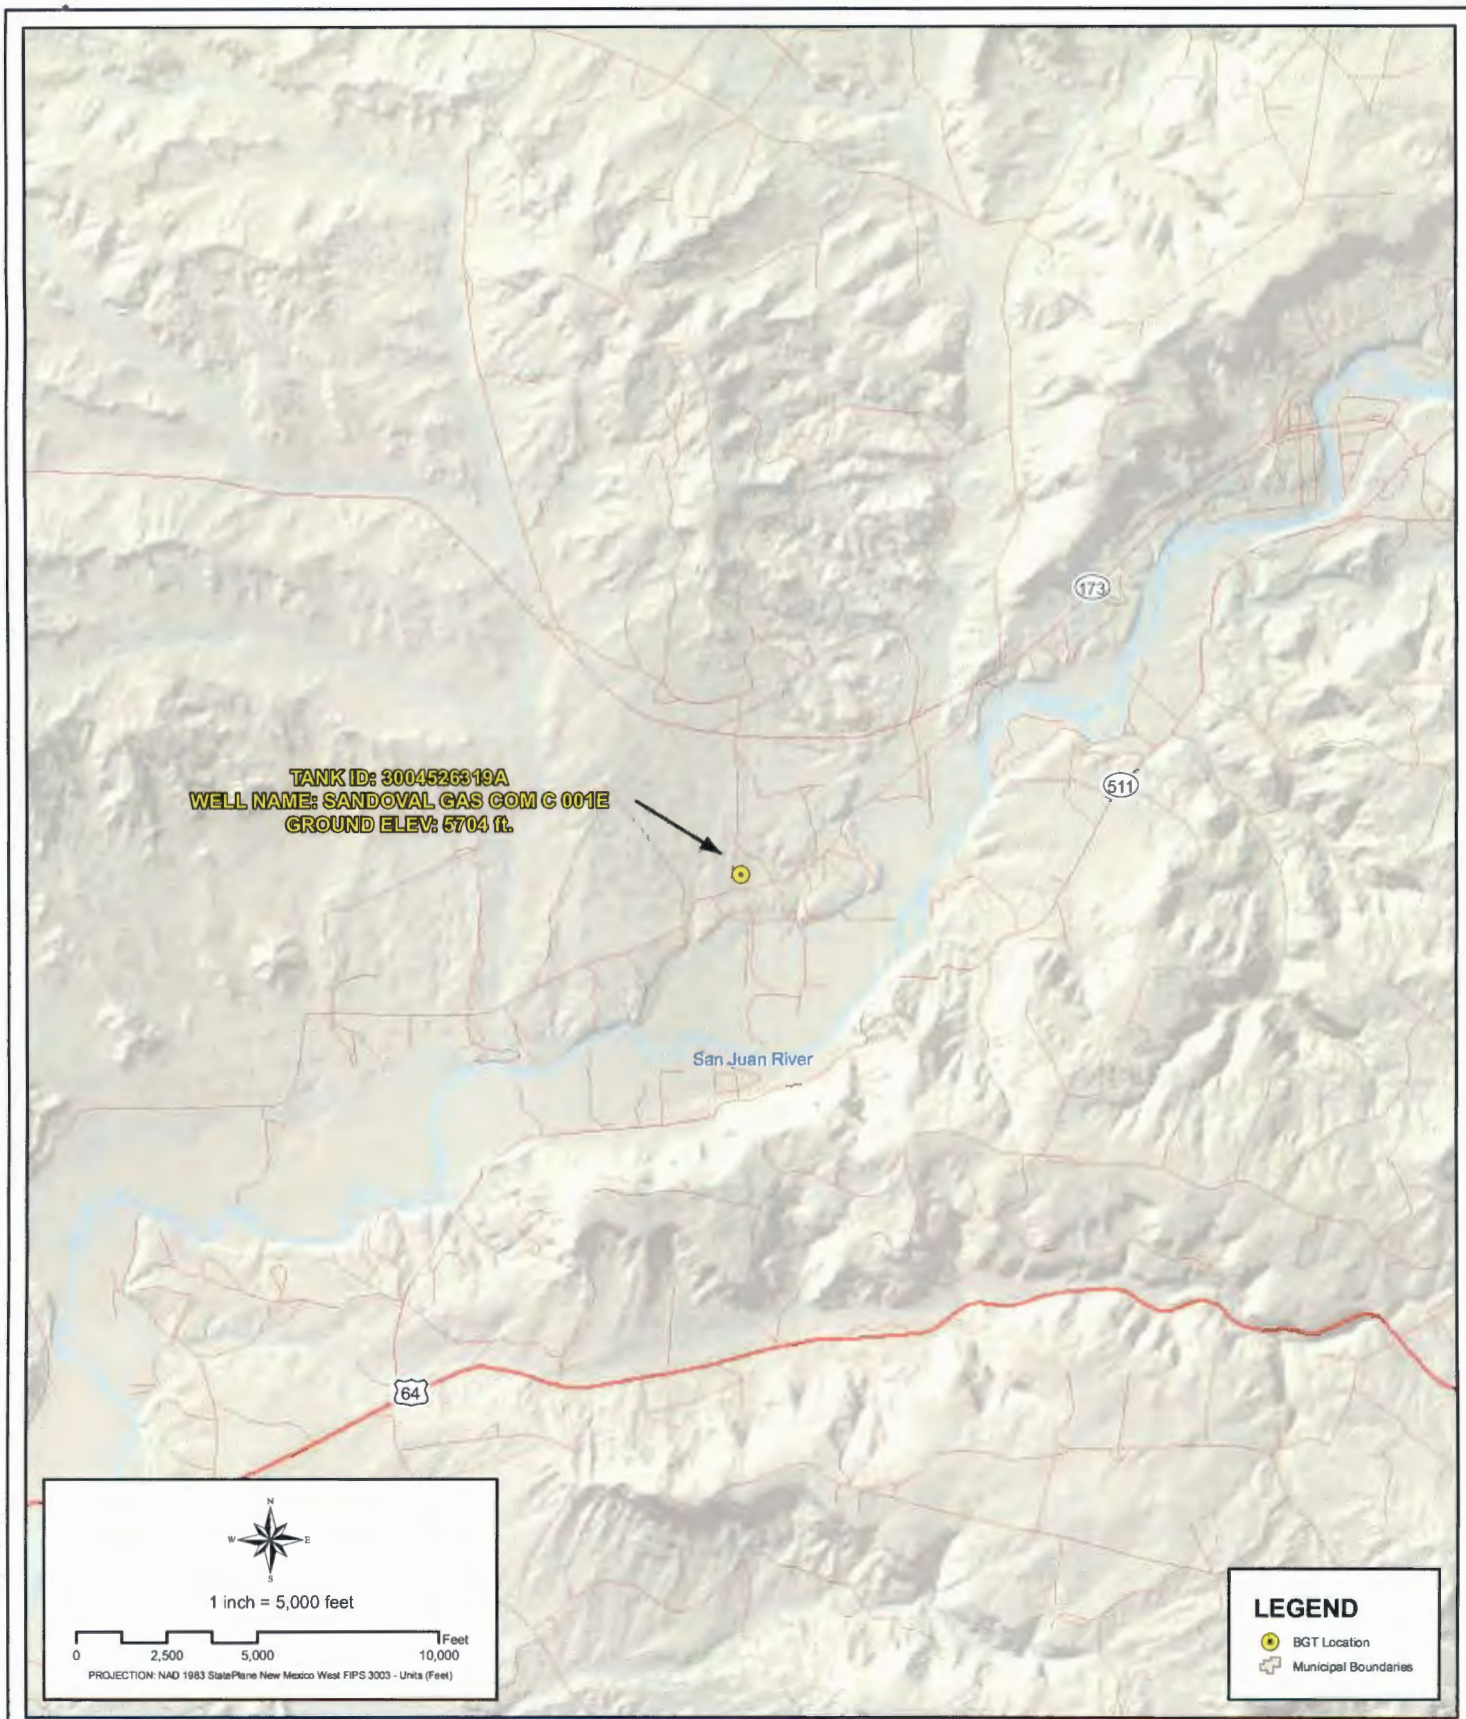 173
TANK ID: 3004526319A
WELL NAME: SANDOVAL GAS COM C 001E
GROUND ELEV: 5704 ft.
511
San Juan River
64
N
W E
S
1 inch = 5,000 feet
Feet
0 2,500 5,000 10,000
PROJECTION: NAD 1983 StatePlane New Mexico West FIPS 3003 - Units (Feet)
LEGEND
BGT Location
Municipal Boundaries